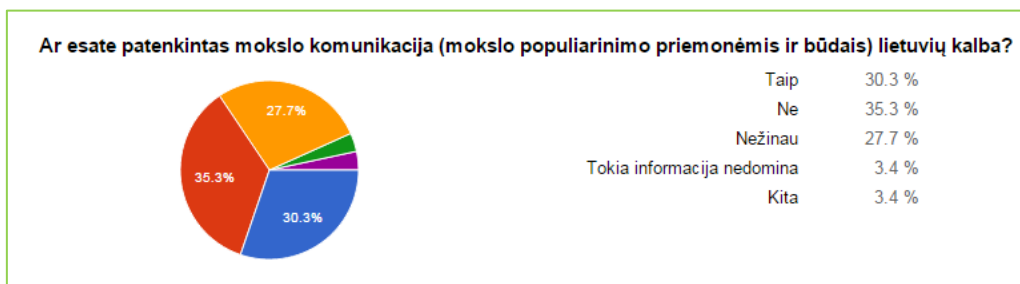 Ar esate patenkintas mokslo komunikacija (mokslo populiarinimo priemonėmis ir būdais) lietuvių kalba?
27.7%
35.3%
30.3%
Taip 30.3 %
Ne 35.3 %
Nežinau 27.7 %
Tokia informacija nedomina 3.4 %
Kita 3.4 %